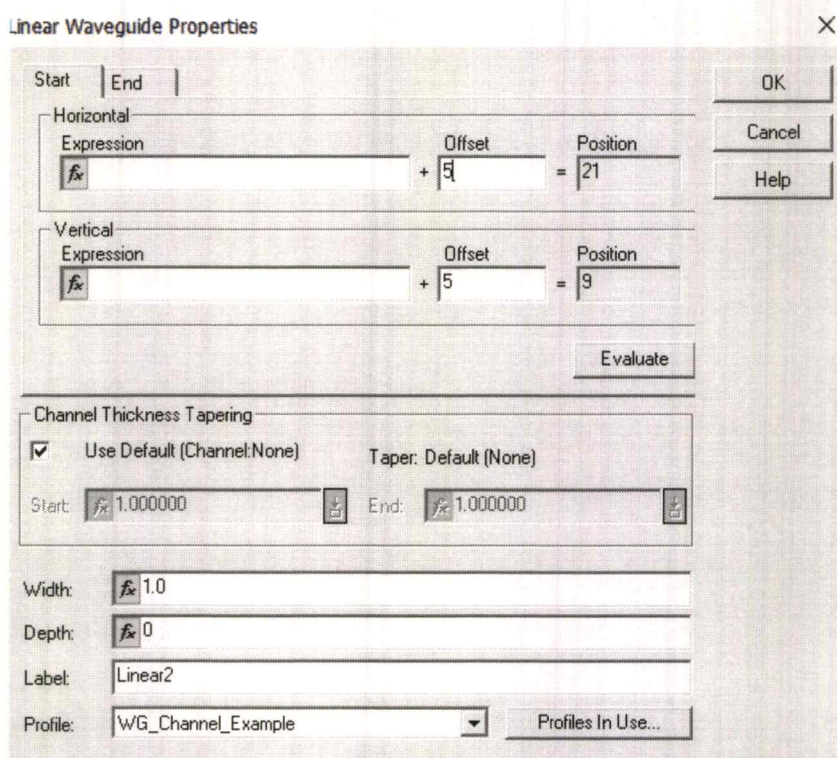 Linear Waveguide Properties
Start End OK
Horizontal
Expression Offset Position Cancel
fx + 5 = 21
Help
Vertical
Expression Offset Position
fx + 5 = 9
Evaluate
Channel Thickness Tapering
Use Default (Channel:None) Taper: Default (None)
Start: fx 1.000000 End: fx 1.000000
Width: fx 1.0
Depth: fx 0
Label: Linear2
Profile: WG_Channel_Example Profiles In Use...